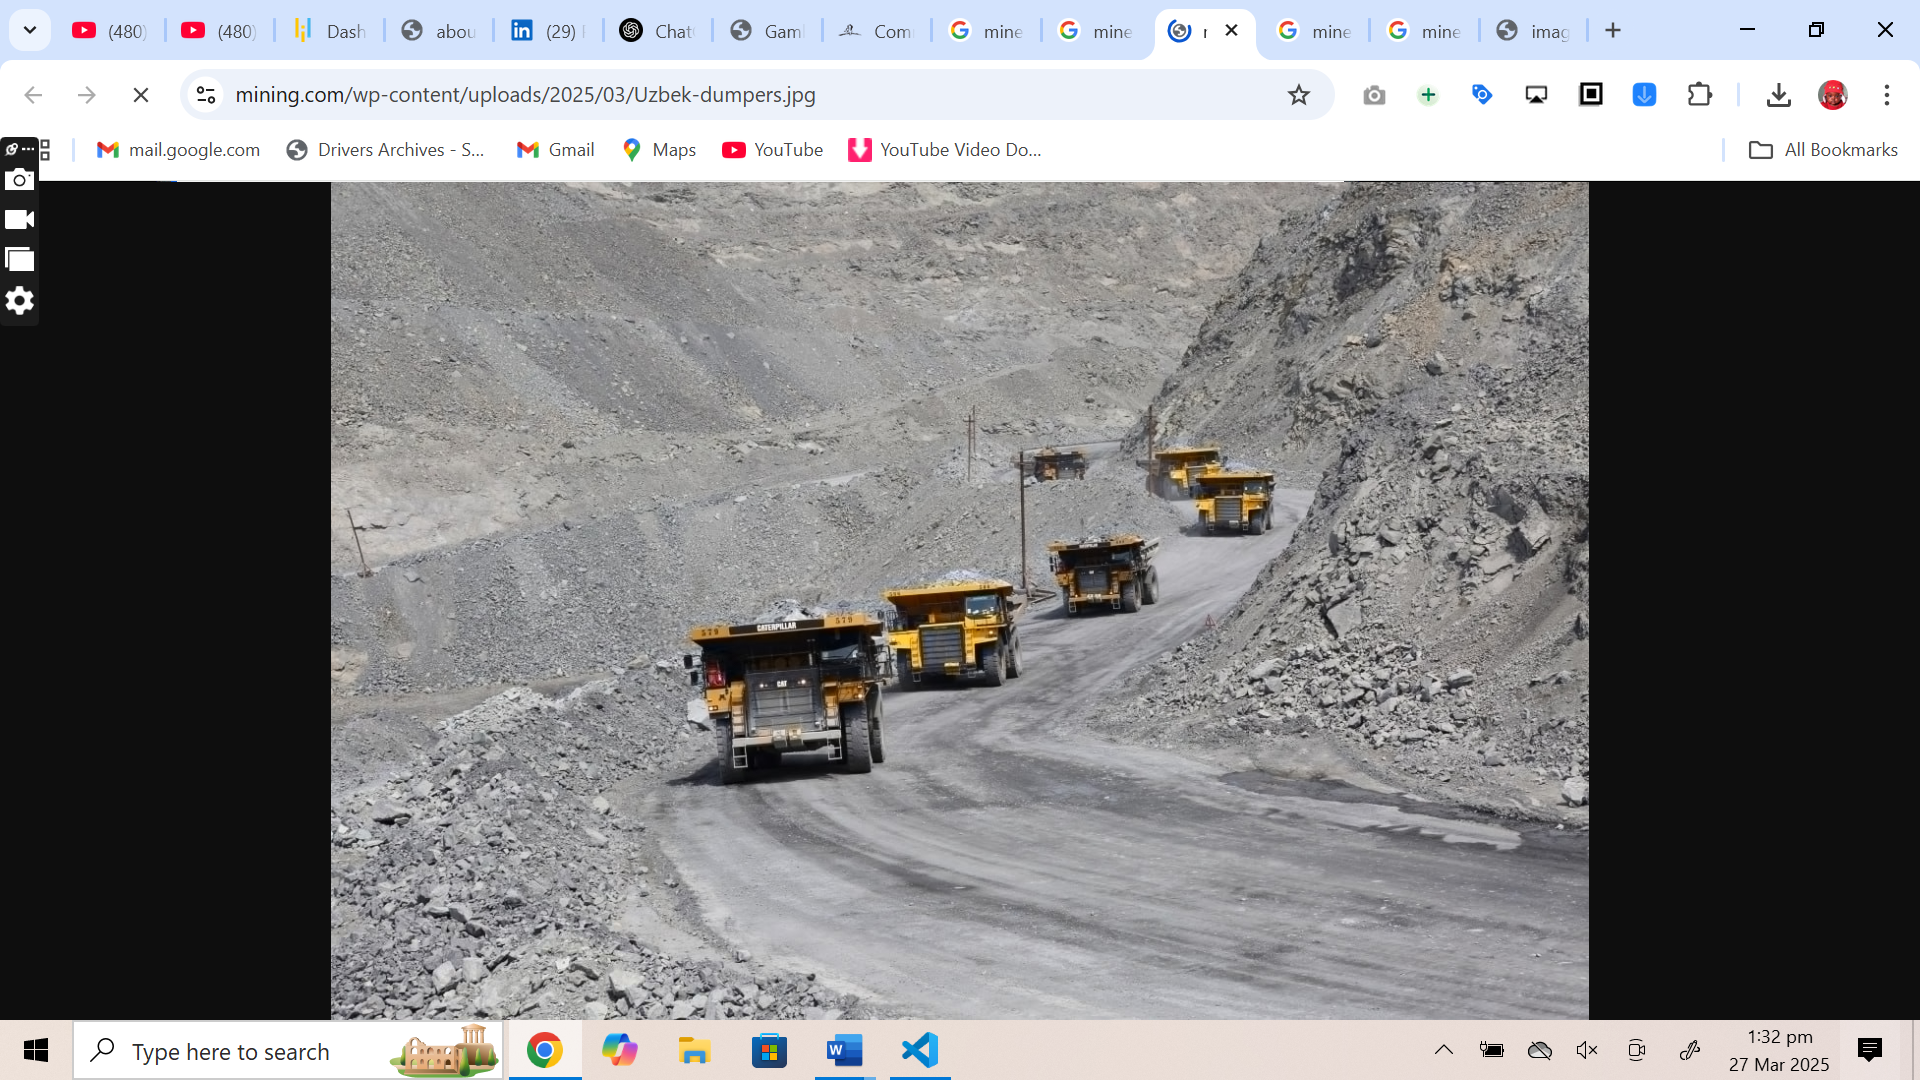 (480)
(480)
Dash
abou
(29)
Chat
Gaml
Com
mine
mine
mine
mine
imag
mining.com/wp-content/uploads/2025/03/Uzbek-dumpers.jpg
mail.google.com
Drivers Archives - S...
Gmail
Maps
YouTube
YouTube Video Do...
All Bookmarks
579 CATERPILLAR 579
CAT
Type here to search
1:32 pm
27 Mar 2025